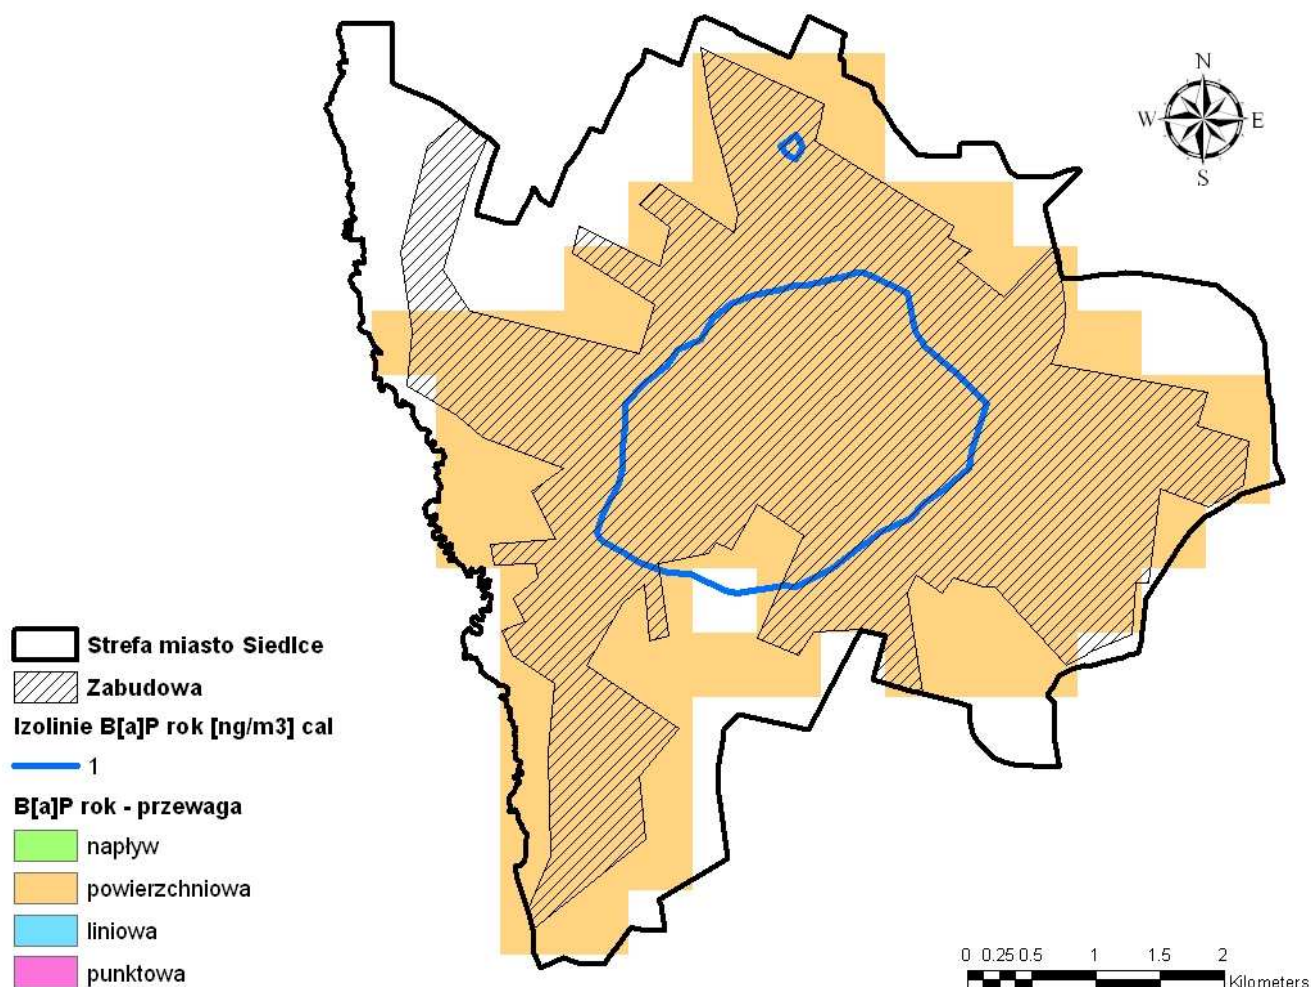 N
W E
S
Strefa miasto Siedlce
Zabudowa
Izolinie B[a]P rok [ng/m3] cal
1
B[a]P rok - przewaga
napływ
powierzchniowa
liniowa
punktowa
0 0.25 0.5 1 1.5 2
Kilometers